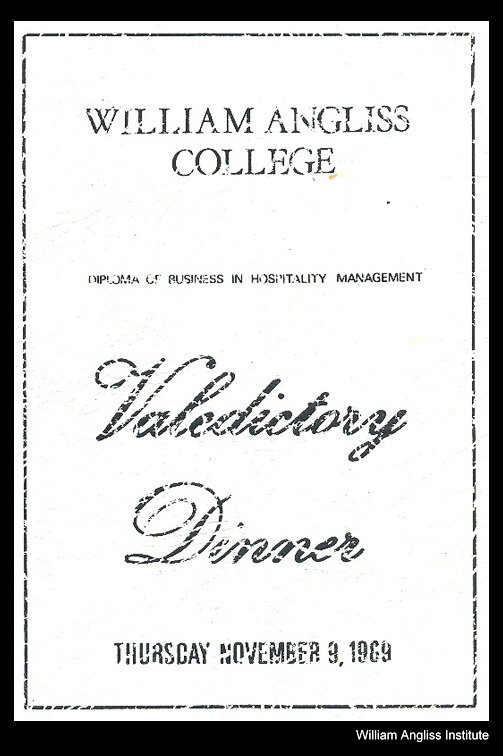 WILLIAM ANGLISS
COLLEGE
DIPLOMA OF BUSINESS IN HOSPITALITY MANAGEMENT
Valedictory
Dinner
THURSDAY NOVEMBER 9, 1989
William Angliss Institute